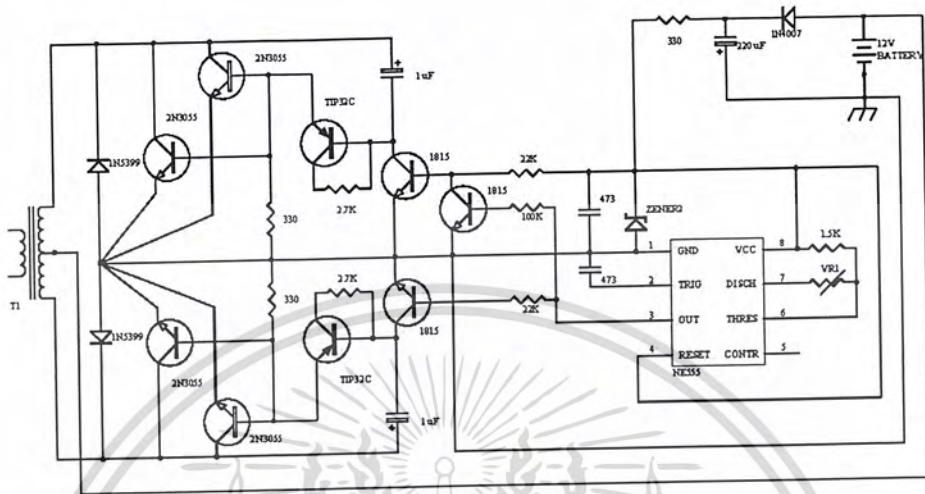 2N3055
2N3055
TIP32C
1uF
330
220uF
1N4007
12V
BATTERY
1N5399
2.7K
1815
22K
1815
100K
473
ZENER2
330
T1
330
2.7K
1815
22K
473
1 GND VCC 8
1.5K
2 TRIG DISCH 7
VR1
3 OUT THRES 6
4 RESET CONTR 5
NE555
1N5399
2N3055
TIP32C
2N3055
1uF